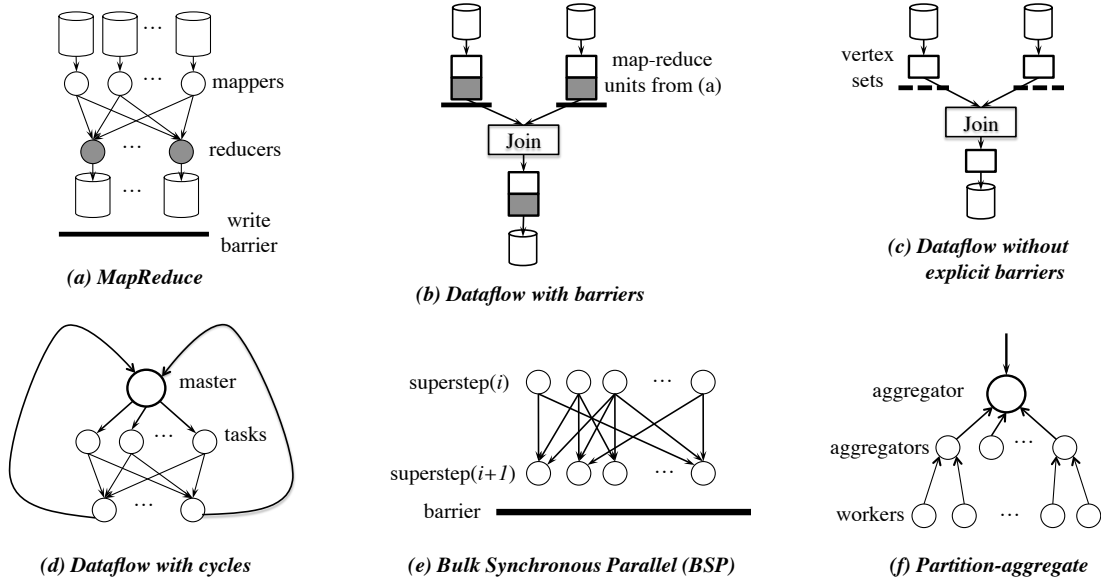 ...
mappers
...
...
reducers
...
write
barrier
(a) MapReduce
map-reduce
units from (a)
Join
(b) Dataflow with barriers
vertex
sets
Join
(c) Dataflow without
explicit barriers
master
...
tasks
...
(d) Dataflow with cycles
superstep(i)
...
superstep(i+1)
...
barrier
(e) Bulk Synchronous Parallel (BSP)
aggregator
aggregators
...
workers
...
(f) Partition-aggregate